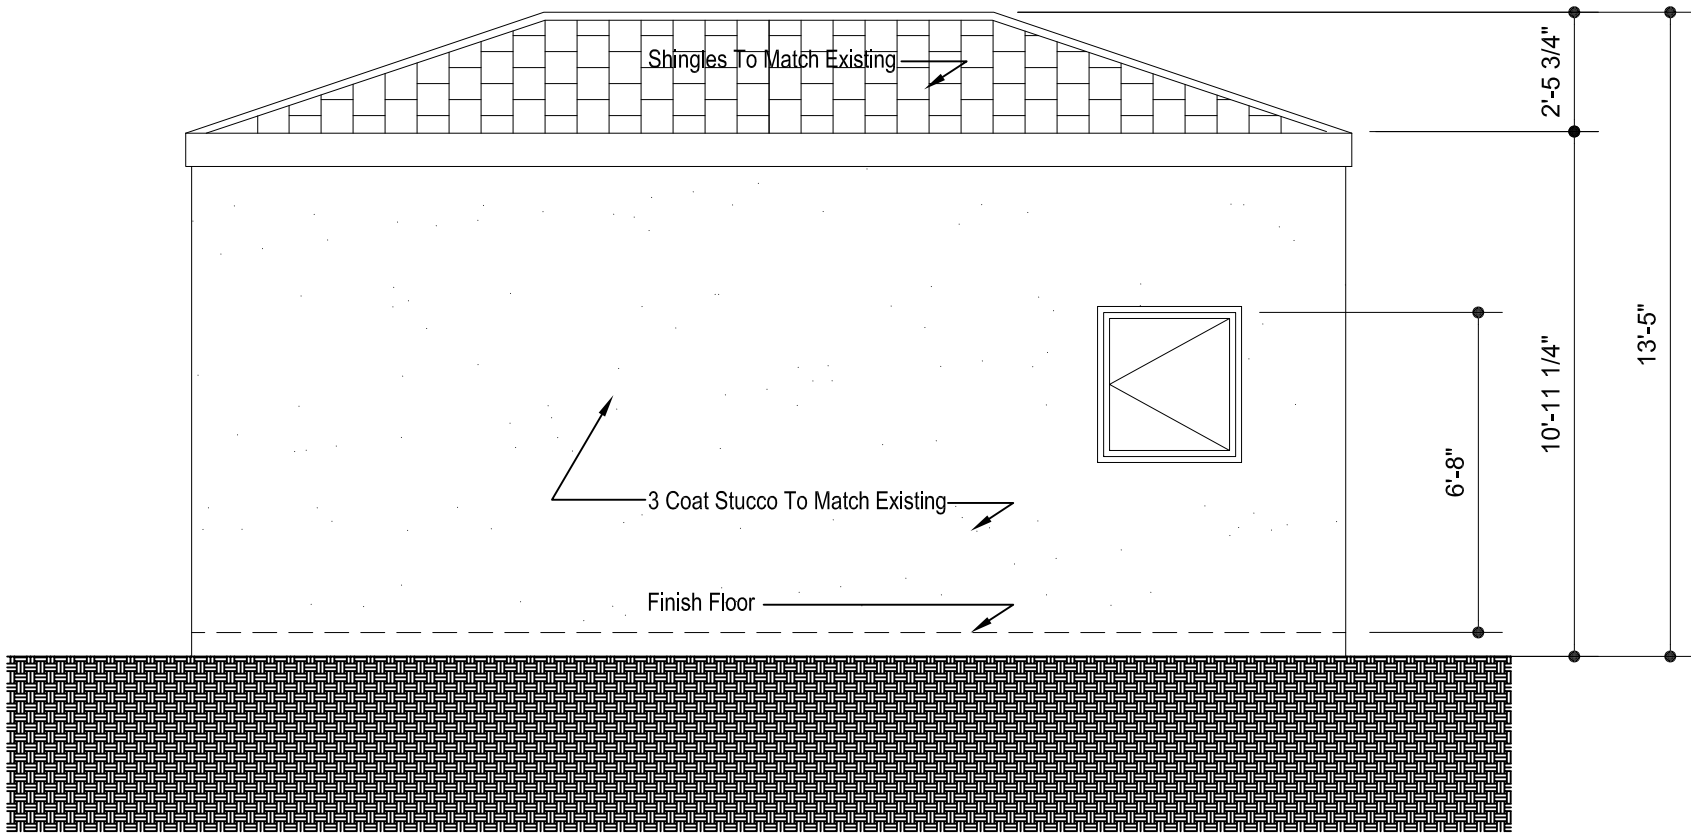 Shingles To Match Existing
2'-5 3/4"
13'-5"
10'-11 1/4"
6'-8"
3 Coat Stucco To Match Existing
Finish Floor